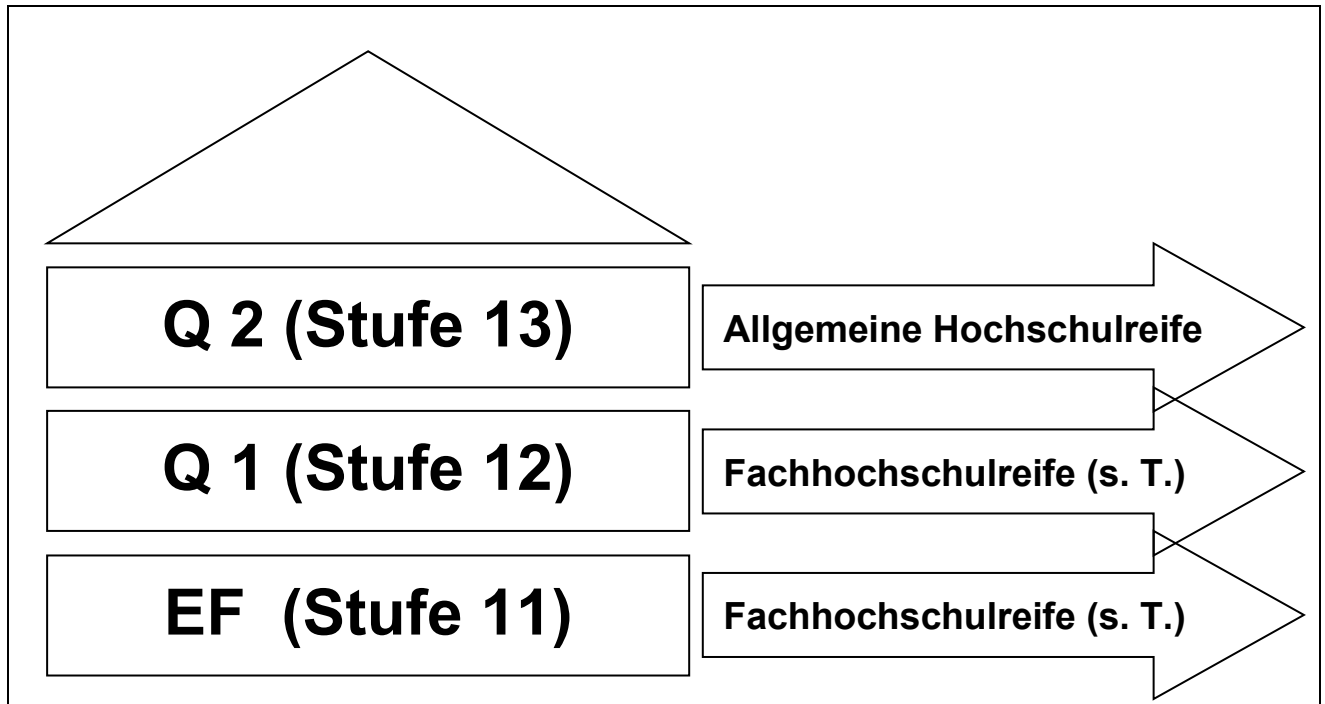 Q 2 (Stufe 13)
Allgemeine Hochschulreife
Q 1 (Stufe 12)
Fachhochschulreife (s. T.)
EF (Stufe 11)
Fachhochschulreife (s. T.)